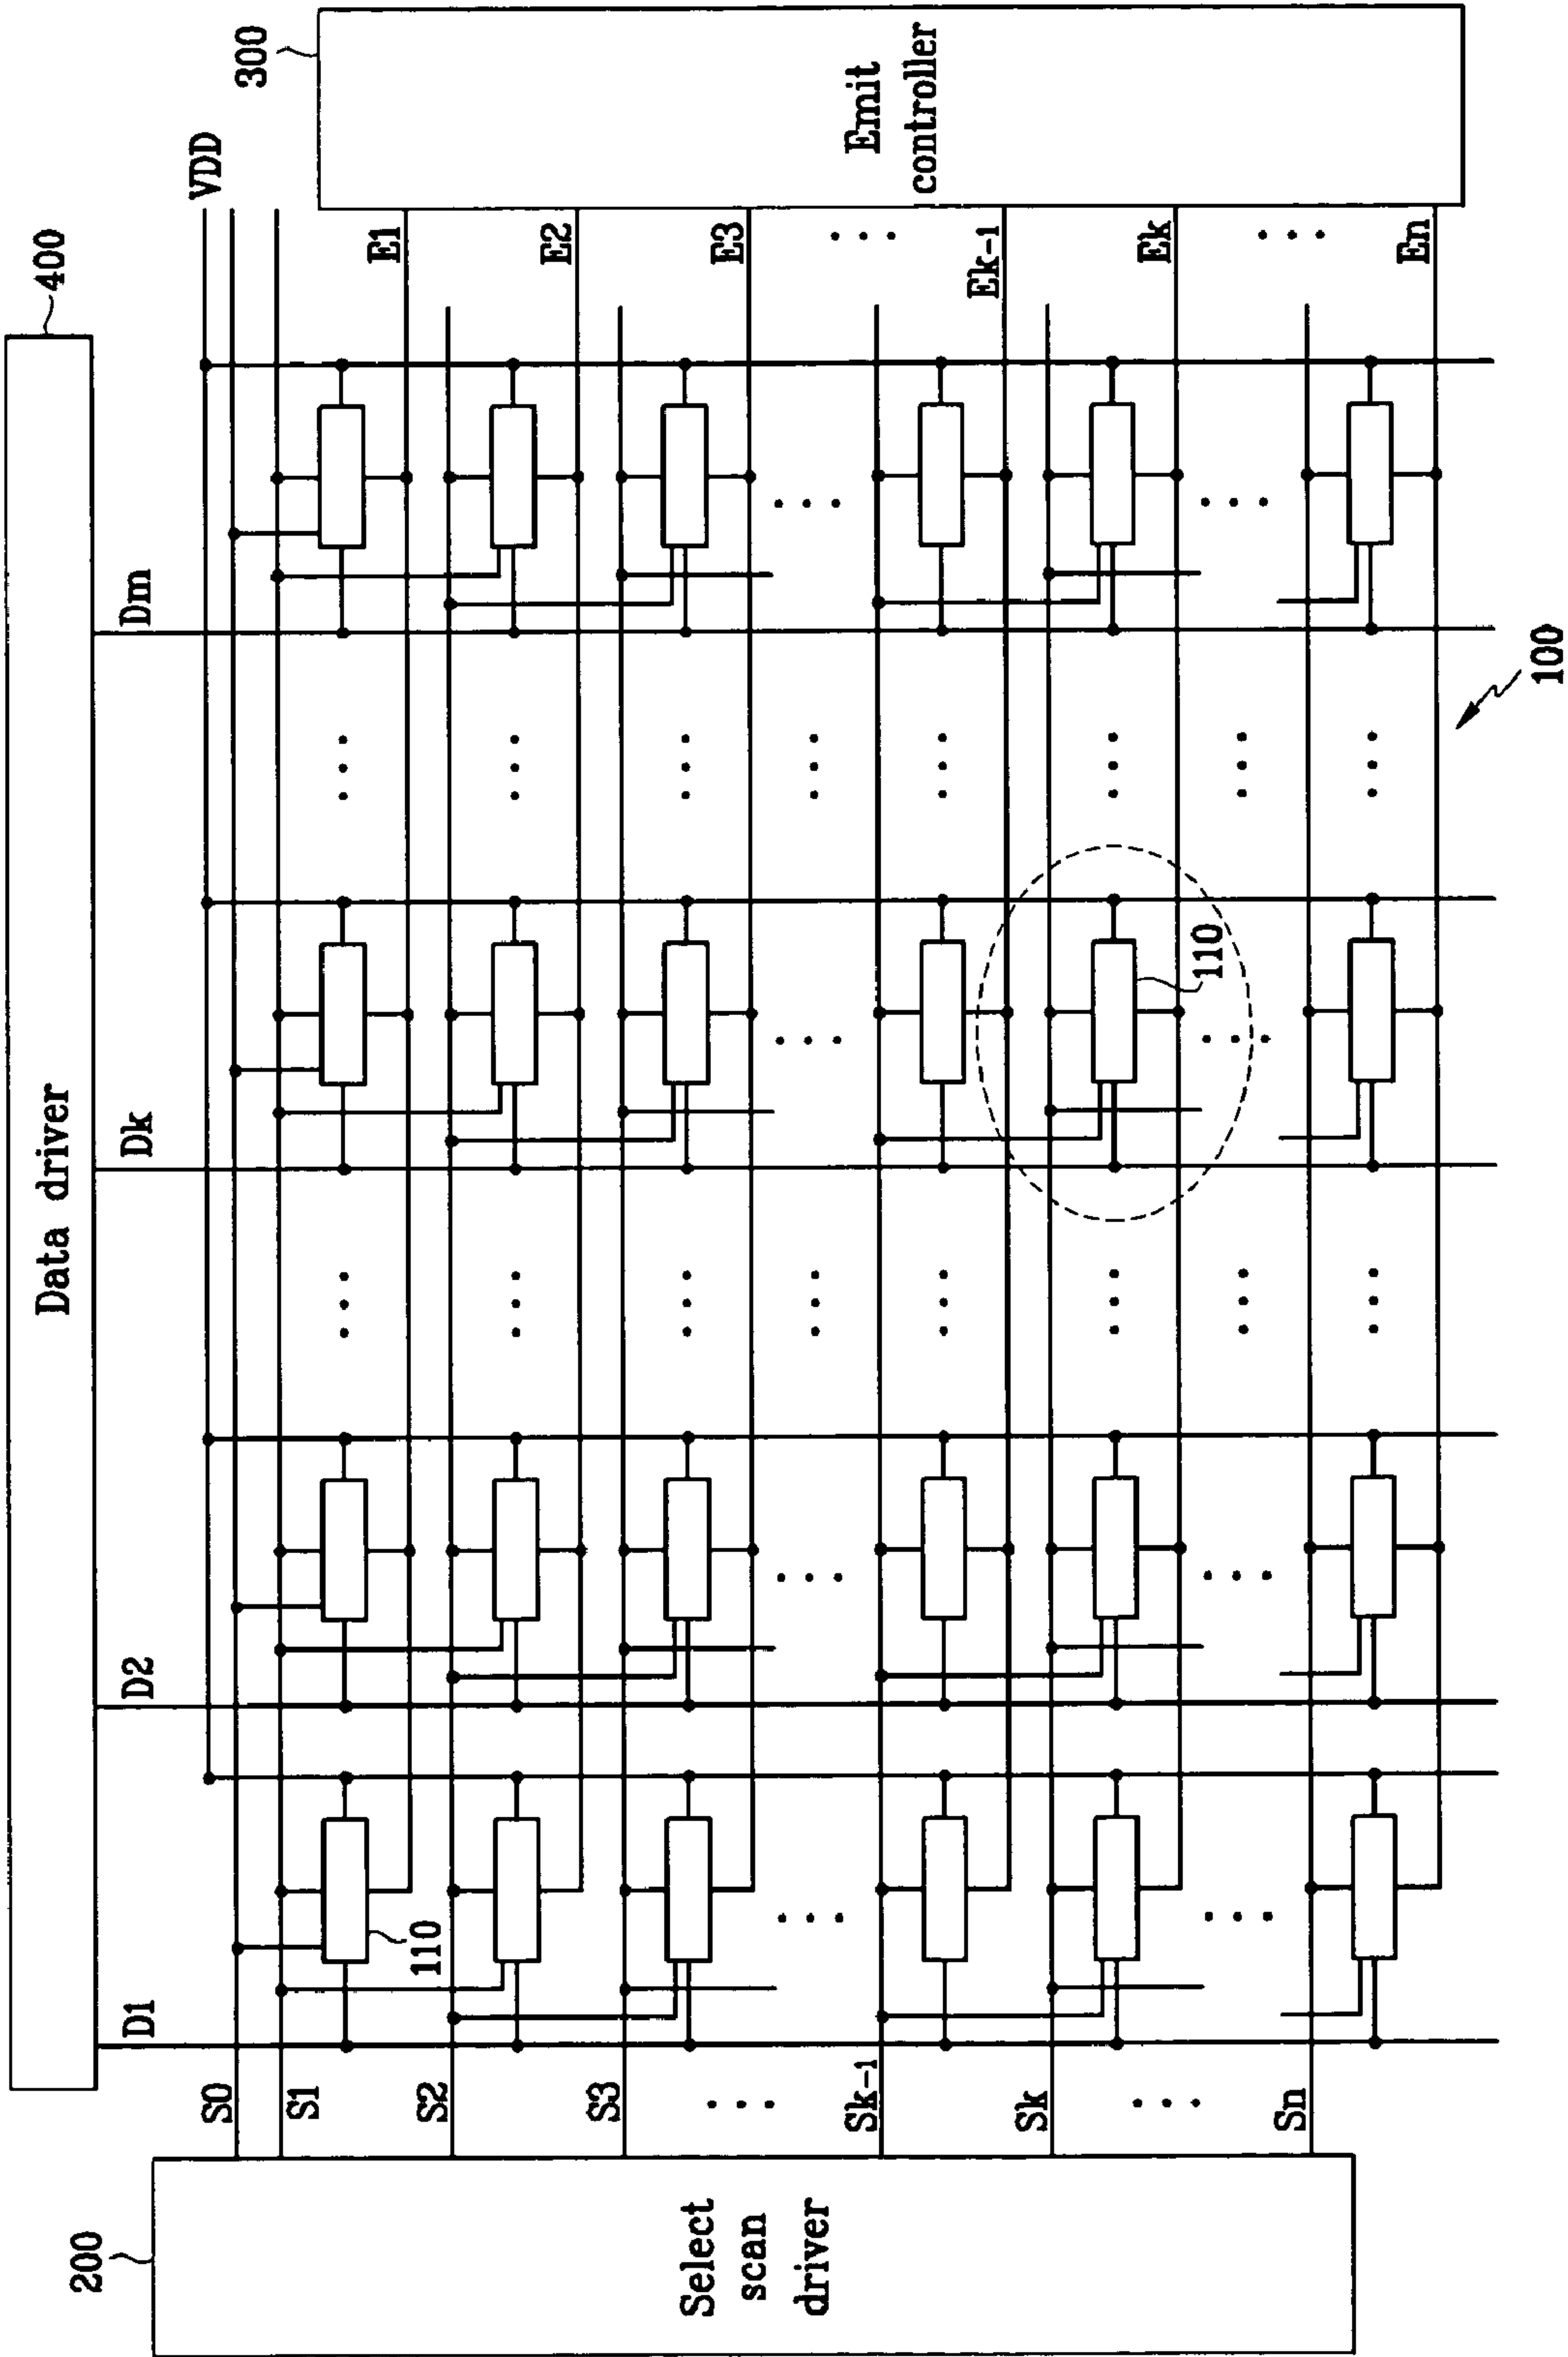 400
Data driver
D1
D2
Dk
Dm
VDD
200
Select
scan
driver
S0
S1
S2
S3
Sk-1
Sk
Sn
110
110
E1
E2
E3
Ek-1
Ek
En
300
Emit
controller
100